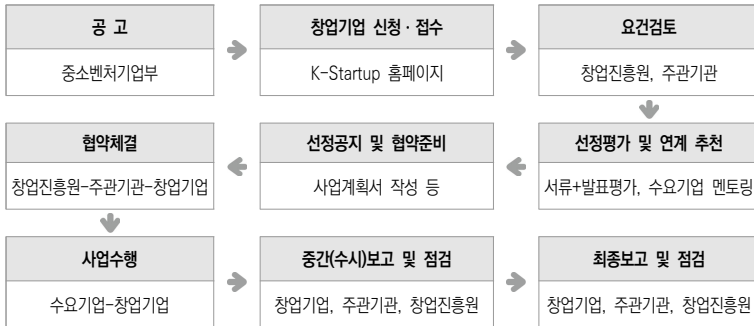 공 고
중소벤처기업부
창업기업 신청 · 접수
K-Startup 홈페이지
요건검토
창업진흥원, 주관기관
선정평가 및 연계 추천
서류+발표평가, 수요기업 멘토링
선정공지 및 협약준비
사업계획서 작성 등
협약체결
창업진흥원-주관기관-창업기업
사업수행
수요기업-창업기업
중간(수시)보고 및 점검
창업기업, 주관기관, 창업진흥원
최종보고 및 점검
창업기업, 주관기관, 창업진흥원